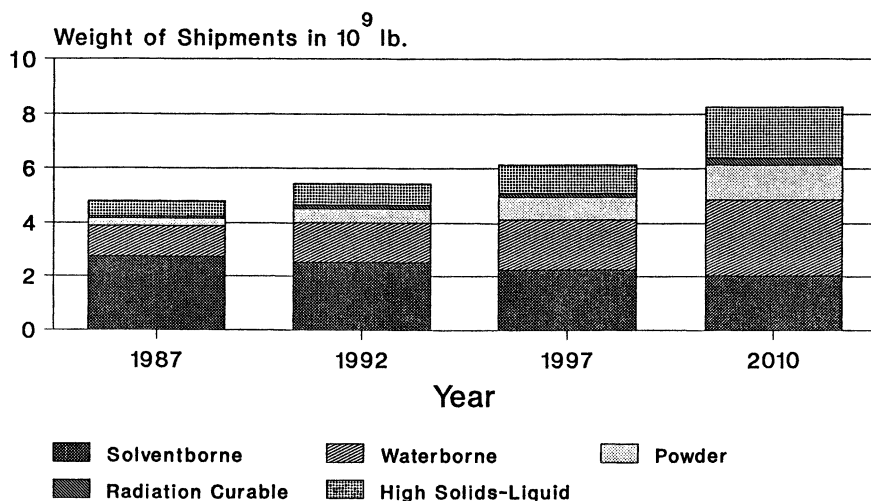 Weight of Shipments in 10⁹ lb.
10
8
6
4
2
0
1987 1992 1997 2010
Year
Solventborne Waterborne Powder
Radiation Curable High Solids-Liquid